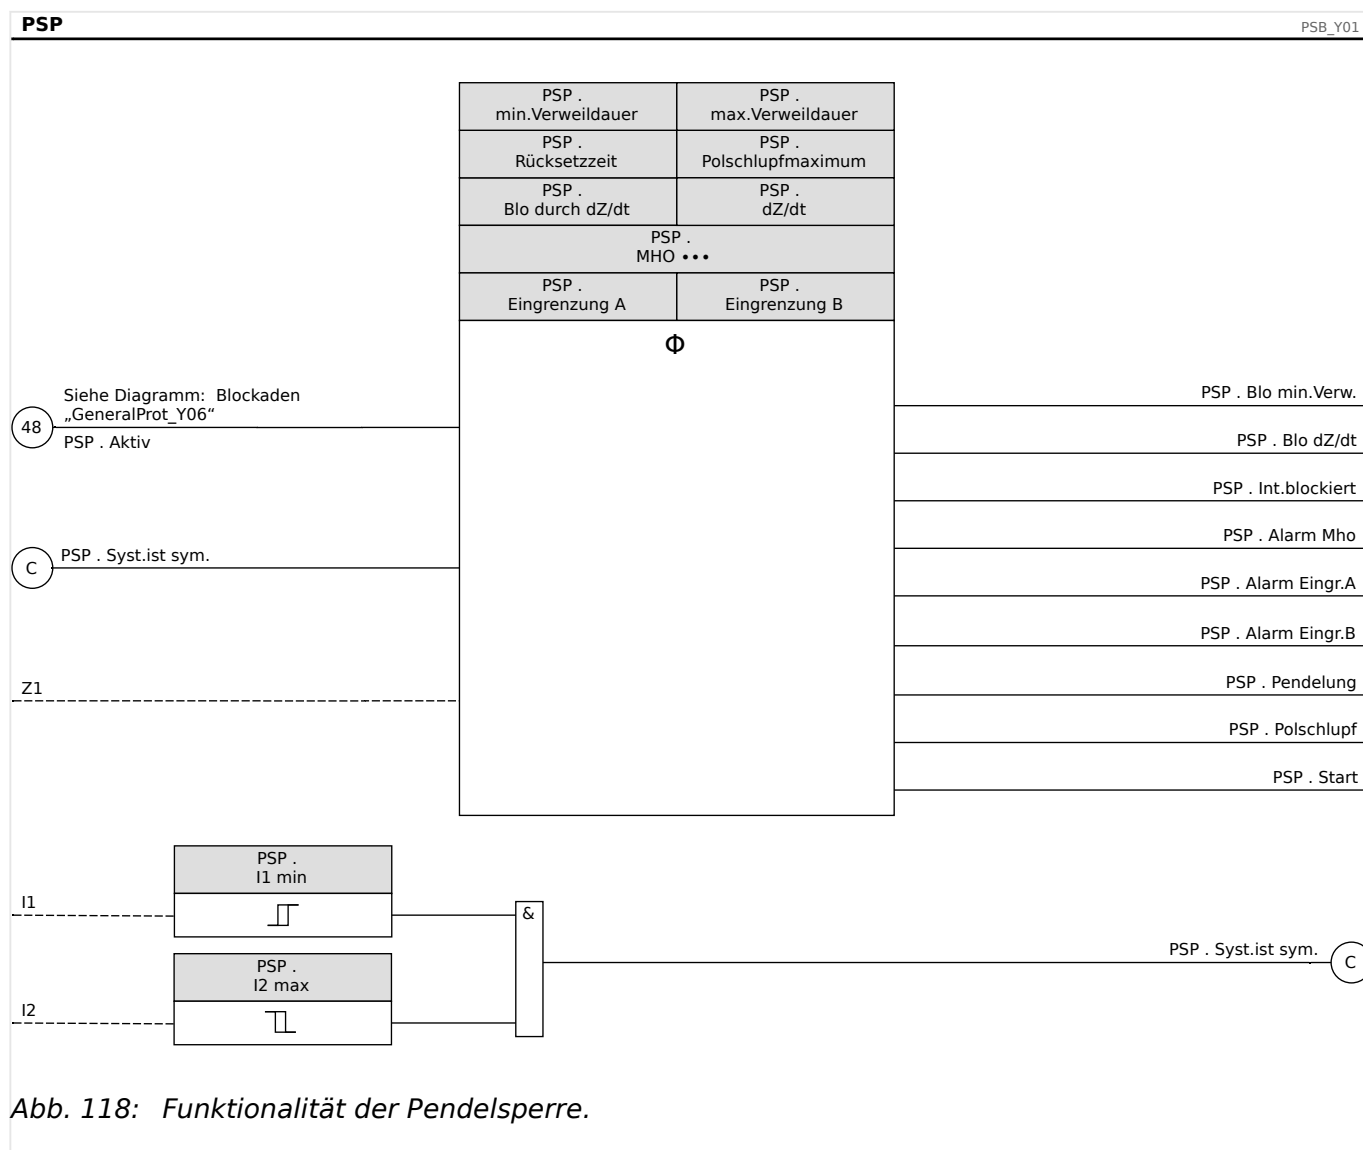 PSP
PSB_Y01
PSP .
min.Verweildauer
PSP .
max.Verweildauer
PSP .
Rücksetzzeit
PSP .
Polschlupfmaximum
PSP .
Blo durch dZ/dt
PSP .
dZ/dt
PSP .
MHO •••
PSP .
Eingrenzung A
PSP .
Eingrenzung B
Φ
Siehe Diagramm: Blockaden
„GeneralProt_Y06“
48
PSP . Aktiv
C
PSP . Syst.ist sym.
Z1
PSP . Blo min.Verw.
PSP . Blo dZ/dt
PSP . Int.blockiert
PSP . Alarm Mho
PSP . Alarm Eingr.A
PSP . Alarm Eingr.B
PSP . Pendelung
PSP . Polschlupf
PSP . Start
PSP .
I1 min
I1
&
PSP .
I2 max
I2
PSP . Syst.ist sym.
C
Abb. 118: Funktionalität der Pendelsperre.